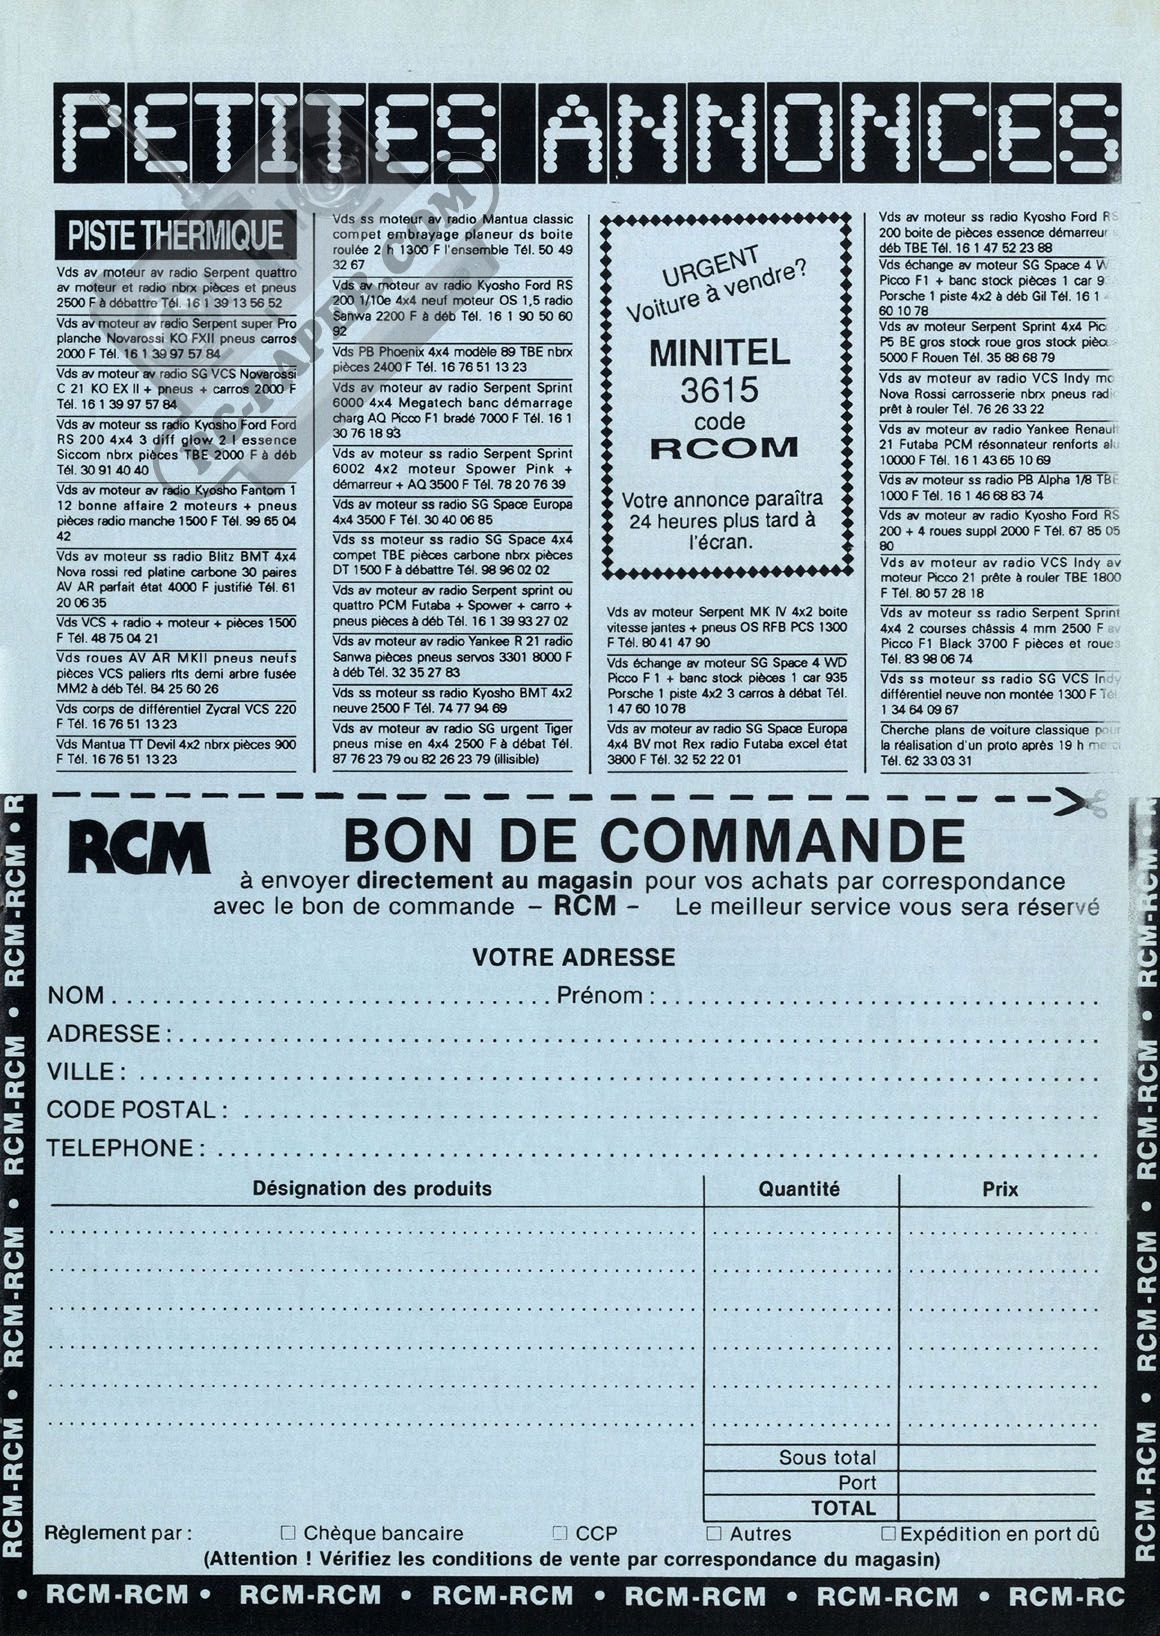 PETITES ANNONCES
PISTE THERMIQUE
Vds av moteur av radio Serpent quattro
av moteur et radio nbrx pièces et pneus
2500 F à débattre Tél. 16 1 39 13 56 52
Vds av moteur av radio Serpent super Pro
planche Novarossi KO FXII pneus carros
2000 F Tél. 16 1 39 97 57 84
Vds av moteur av radio SG VCS Novarossi
C 21 KO EX II + pneus + carros 2000 F
Tél. 16 1 39 97 57 84
Vds av moteur ss radio Kyosho Ford Ford
RS 200 4x4 3 diff glow 2 l essence
Siccom nbrx pièces TBE 2000 F à déb
Tél. 30 91 40 40
Vds av moteur av radio Kyosho Fantom 1
12 bonne affaire 2 moteurs + pneus
pièces radio manche 1500 F Tél. 99 65 04
42
Vds av moteur ss radio Blitz BMT 4x4
Nova rossi red platine carbone 30 paires
AV AR parfait état 4000 F justifié Tél. 61
20 06 35
Vds VCS + radio + moteur + pièces 1500
F Tél. 48 75 04 21
Vds roues AV AR MKII pneus neufs
pièces VCS paliers rlts demi arbre fusée
MM2 à déb Tél. 84 25 60 26
Vds corps de différentiel Zycral VCS 220
F Tél. 16 76 51 13 23
Vds Mantua TT Devil 4x2 nbrx pièces 900
F Tél. 16 76 51 13 23
Vds ss moteur av radio Mantua classic
compet embrayage planeur ds boite
roulée 2 h 1300 F l'ensemble Tél. 50 49
32 67
Vds av moteur av radio Kyosho Ford RS
200 1/10e 4x4 neuf moteur OS 1,5 radio
Sanwa 2200 F à déb Tél. 16 1 90 50 60
92
Vds PB Phoenix 4x4 modèle 89 TBE nbrx
pièces 2400 F Tél. 16 76 51 13 23
Vds av moteur av radio Serpent Sprint
6000 4x4 Megatech banc démarrage
charg AQ Picco F1 bradé 7000 F Tél. 16 1
30 76 18 93
Vds av moteur ss radio Serpent Sprint
6002 4x2 moteur Spower Pink +
démarreur + AQ 3500 F Tél. 78 20 76 39
Vds av moteur ss radio SG Space Europa
4x4 3500 F Tél. 30 40 06 85
Vds ss moteur ss radio SG Space 4x4
compet TBE pièces carbone nbrx pièces
DT 1500 F à débattre Tél. 98 96 02 02
Vds av moteur av radio Serpent sprint ou
quattro PCM Futaba + Spower + carro +
pneus pièces à déb Tél. 16 1 39 93 27 02
Vds av moteur av radio Yankee R 21 radio
Sanwa pièces pneus servos 3301 8000 F
à déb Tél. 32 35 27 83
Vds ss moteur ss radio Kyosho BMT 4x2
neuve 2500 F Tél. 74 77 94 69
Vds av moteur av radio SG urgent Tiger
pneus mise en 4x4 2500 F à débat Tél.
87 76 23 79 ou 82 26 23 79 (illisible)
URGENT
Voiture à vendre?
MINITEL
3615
code
RCOM
Votre annonce paraîtra
24 heures plus tard à
l'écran.
Vds av moteur Serpent MK IV 4x2 boite
vitesse jantes + pneus OS RFB PCS 1300
F Tél. 80 41 47 90
Vds échange av moteur SG Space 4 WD
Picco F 1 + banc stock pièces 1 car 935
Porsche 1 piste 4x2 3 carros à débat Tél.
1 47 60 10 78
Vds av moteur av radio SG Space Europa
4x4 BV mot Rex radio Futaba excel état
3800 F Tél. 32 52 22 01
Vds av moteur ss radio Kyosho Ford RS
200 boite de pièces essence démarreur
déb TBE Tél. 16 1 47 52 23 88
Vds échange av moteur SG Space 4
Picco F1 + banc stock pièces 1 car
Porsche 1 piste 4x2 à déb Gil Tél. 16 1
60 10 78
Vds av moteur Serpent Sprint 4x4
P5 BE gros stock roue gros stock
5000 F Rouen Tél. 35 88 68 79
Vds av moteur av radio VCS Indy
Nova Rossi carrosserie nbrx pneus
prêt à rouler Tél. 76 26 33 22
Vds av moteur av radio Yankee Renault
21 Futaba PCM résonnateur renforts
10000 F Tél. 16 1 43 65 10 69
Vds av moteur ss radio PB Alpha 1/8 TBE
1000 F Tél. 16 1 46 68 83 74
Vds av moteur av radio Kyosho Ford RS
200 + 4 roues suppl 2000 F Tél. 67 85 05
80
Vds av moteur av radio VCS Indy av
moteur Picco 21 prête à rouler TBE 1800
F Tél. 80 57 28 18
Vds av moteur ss radio Serpent Sprint
4x4 2 courses châssis 4 mm 2500 F av
Picco F1 Black 3700 F pièces et roues
Tél. 83 98 06 74
Vds ss moteur ss radio SG VCS Indy
différentiel neuve non montée 1300 F Tél.
1 34 64 09 67
Cherche plans de voiture classique pour
la réalisation d'un proto après 19 h merci
Tél. 62 33 03 31
RCM BON DE COMMANDE
à envoyer directement au magasin pour vos achats par correspondance
avec le bon de commande – RCM – Le meilleur service vous sera réservé
VOTRE ADRESSE
NOM Prénom :
ADRESSE :
VILLE :
CODE POSTAL :
TELEPHONE :
Désignation des produits Quantité Prix
Sous total
Port
TOTAL
Règlement par : □ Chèque bancaire □ CCP □ Autres □ Expédition en port dû
(Attention ! Vérifiez les conditions de vente par correspondance du magasin)
• RCM-RCM • RCM-RCM • RCM-RCM • RCM-RCM • RCM-RCM • RCM-RC
RCM-RCM • RCM-RCM • RCM-RCM • RCM-RCM • R
RCM-RCM • RCM-RCM • RCM-RCM • RCM-RCM
RC-PAPER.COM